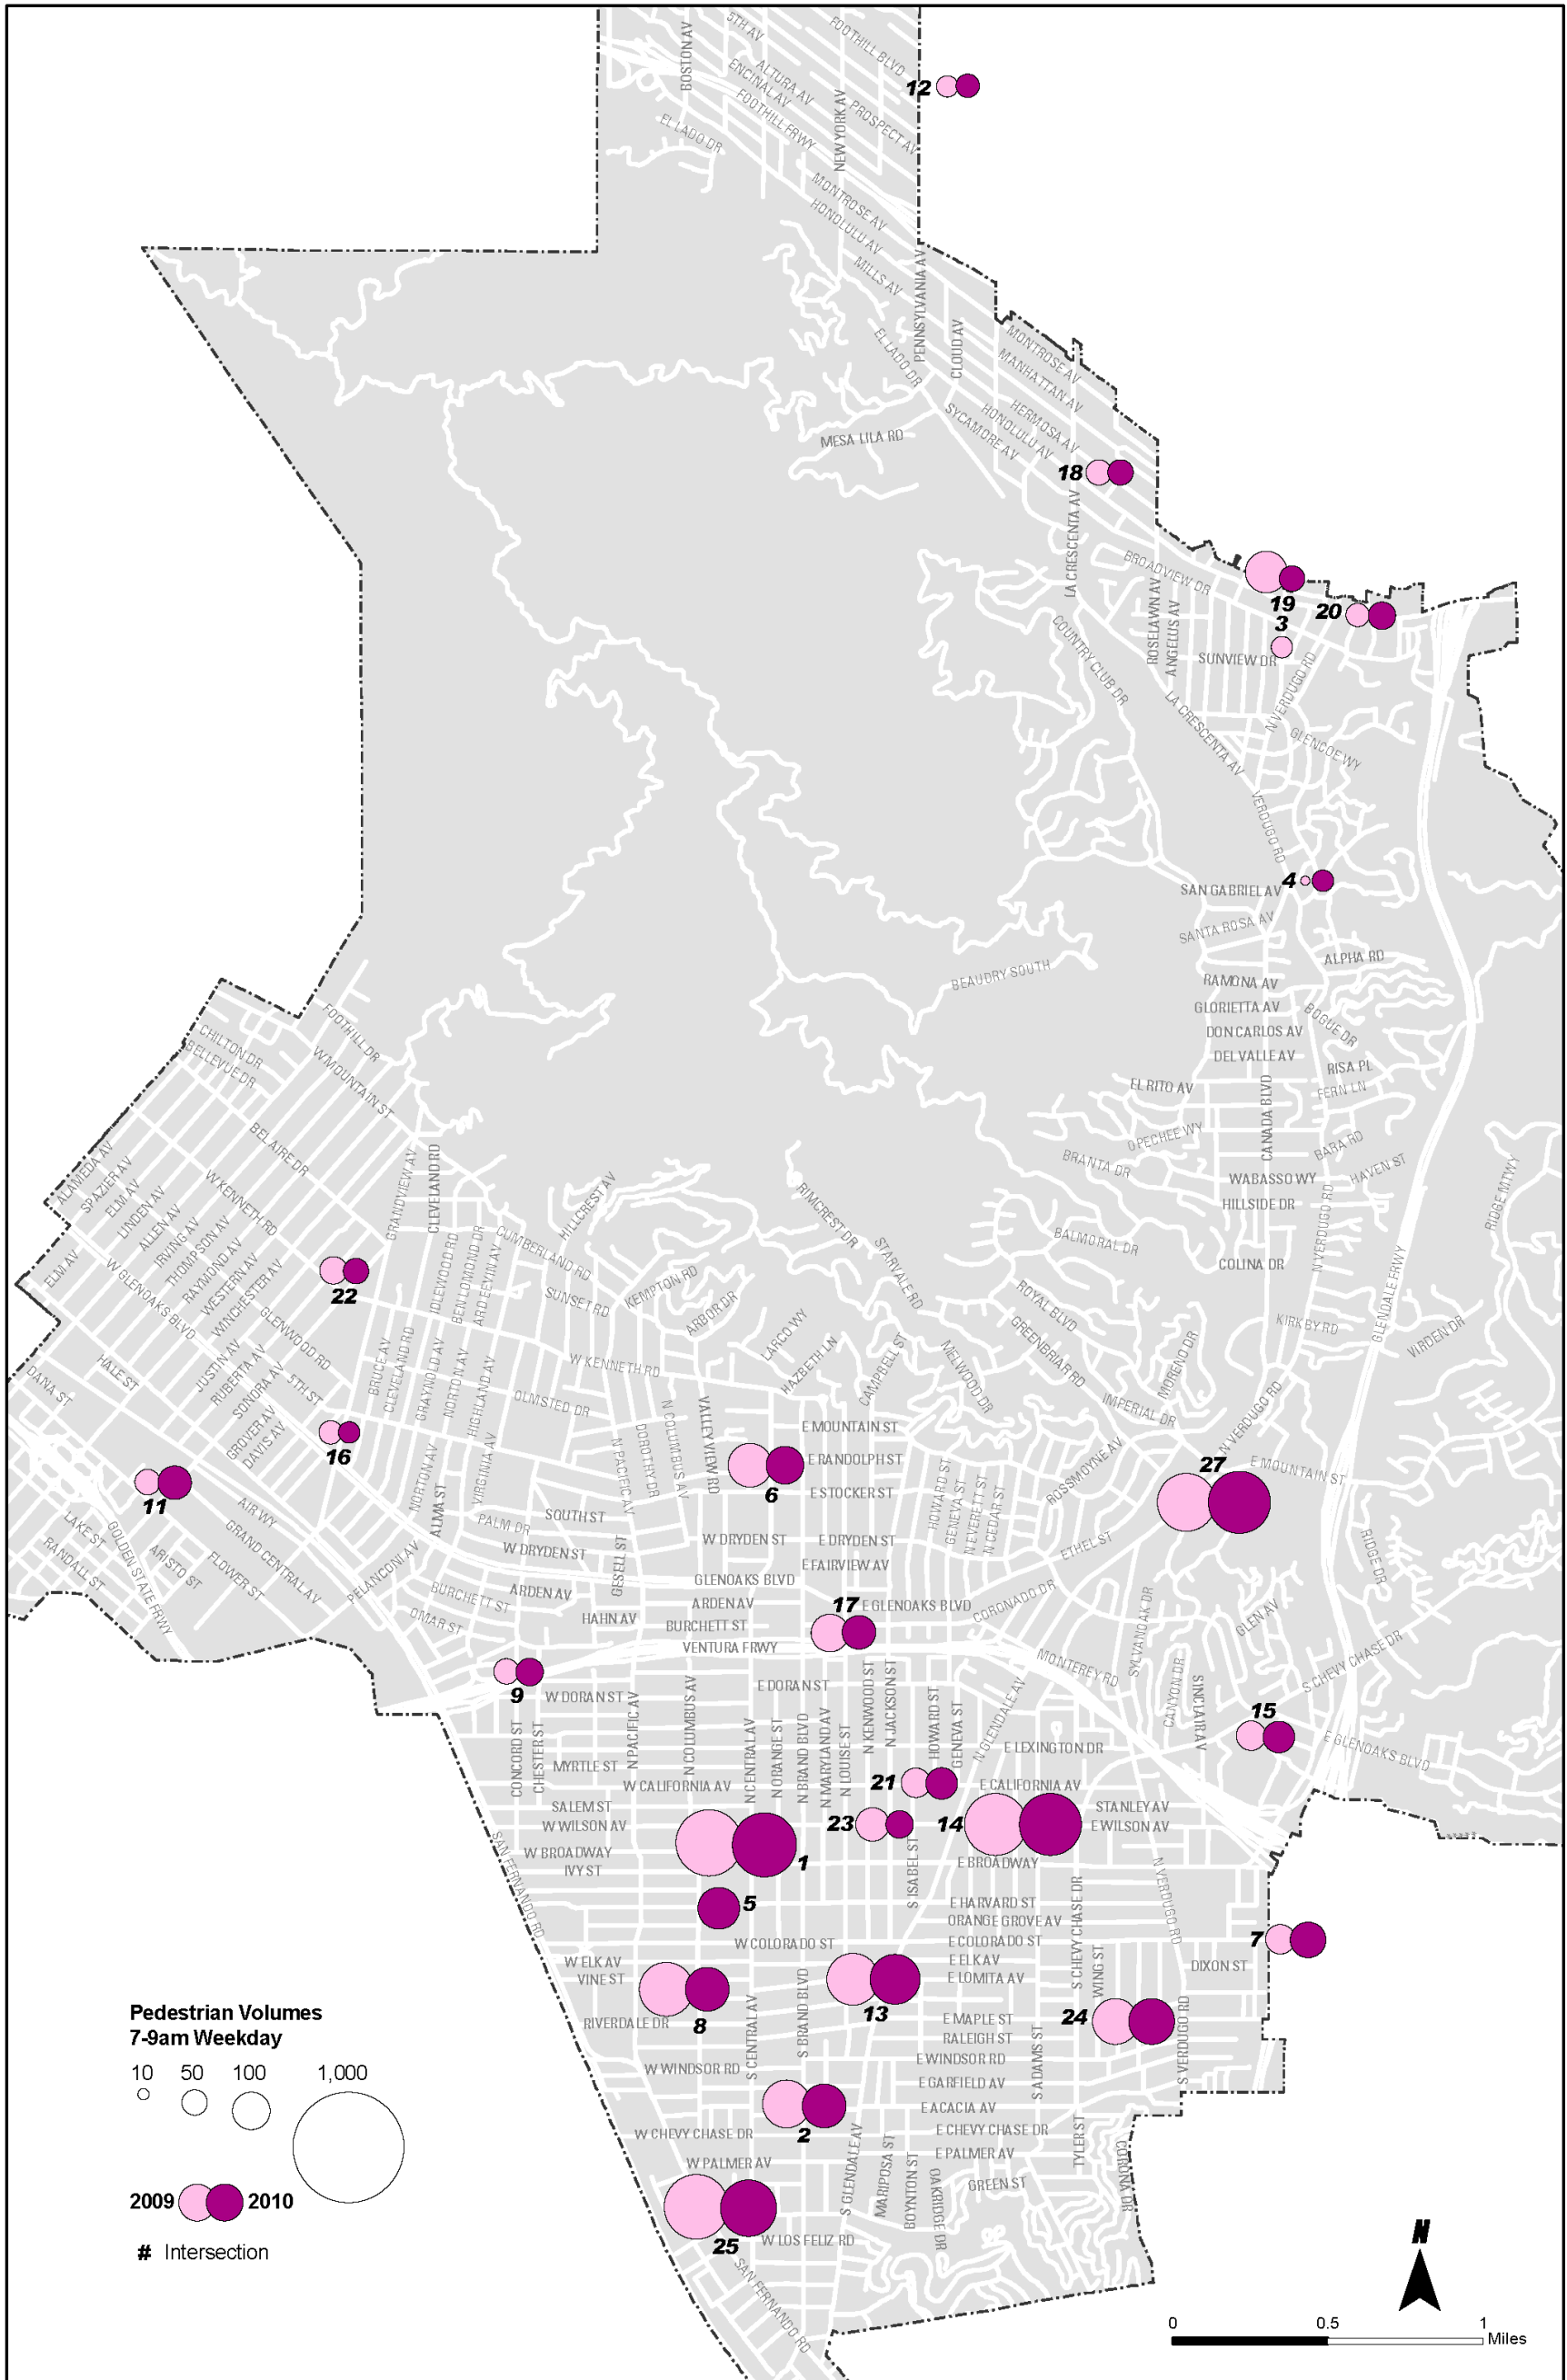 BOSTON AV
5TH AV
FOOTHILL BLVD
ALTURA AV
ENCINAL AV
FOOTHILL FRWY
NEW YORK AV
PROSPECT AV
12
EL LADO DR
MONTROSE AV
HONOLULU AV
MILLS AV
PENNSYLVANIA AV
CLOUD AV
EL LADO DR
MONTROSE AV
MANHATTAN AV
HERMOSA AV
HONOLULU AV
SYCAMORE AV
MESA LILA RD
18
LA CRESCENTA AV
BROADVIEW DR
ROSELAWN AV
ANGELUS AV
19
3
20
SUNVIEW DR
COUNTRY CLUB DR
N VERDUGO RD
LA CRESCENTA AV
GLENCOE WY
VERDUGO RD
4
SAN GABRIEL AV
SANTA ROSA AV
ALPHA RD
BEAUDRY SOUTH
RAMONA AV
GLORIETTA AV
BOGUE DR
DON CARLOS AV
DEL VALLE AV
RISA PL
EL RITO AV
FERN LN
CANADA BLVD
OPECHEE WY
BARA RD
BRANTA DR
HAVEN ST
WABASSO WY
HILLSIDE DR
N VERDUGO RD
RIDGE MTWY
BALMORAL DR
COLINA DR
GLENDALE FRWY
KIRKBY RD
VIRDEN DR
CHILTON DR
BELLEVUE DR
FOOTHILL DR
W MOUNTAIN ST
BEL AIRE DR
ALAMEDA AV
SPAZIER AV
ELM AV
LINDEN AV
ALLEN AV
IRVING AV
THOMPSON AV
RAYMOND AV
WESTERN AV
WINCHESTER AV
W KENNETH RD
GRANDVIEW AV
CLEVELAND RD
ELM AV
W GLENOAKS BLVD
22
GLENWOOD RD
IDLEWOOD RD
BEN LOMOND DR
ARD EEVIN AV
CUMBERLAND RD
HILLCREST AV
SUNSET RD
KEMPTON RD
ARBOR DR
RIMCREST DR
STARVALE RD
ROYAL BLVD
GREENBRIAR RD
LARCO WY
HAZBETH LN
CAMPBELL ST
MELWOOD DR
MORENO DR
IMPERIAL DR
N VERDUGO RD
DANA ST
HALE ST
JUSTIN AV
RUBERTA AV
SONORA AV
GROVER AV
DAVIS AV
5TH ST
BRUCE AV
CLEVELAND RD
GRAYNOLD AV
NORTON AV
HIGHLAND AV
W KENNETH RD
OLMSTED DR
VALLEY VIEW RD
N COLUMBUS AV
DOROTHY DR
N PACIFIC AV
E MOUNTAIN ST
E RANDOLPH ST
E STOCKER ST
6
16
11
27
E MOUNTAIN ST
ROSSMOYNE AV
HOWARD ST
GENEVA ST
N EVERETT ST
N CEDAR ST
ETHEL ST
NORTON AV
ALMA ST
VIRGINIA AV
PALM DR
SOUTH ST
W DRYDEN ST
W DRYDEN ST
E DRYDEN ST
E FAIRVIEW AV
GESELL ST
GLENOAKS BLVD
LAKE ST
RANDALL ST
GOLDEN STATE FRWY
AIR WY
GRAND CENTRAL AV
ARISTO ST
FLOWER ST
PELANCONI AV
BURCHETT ST
ARDEN AV
OMAR ST
HAHN AV
ARDEN AV
BURCHETT ST
VENTURA FRWY
17
E GLENOAKS BLVD
CORONADO DR
MONTEREY RD
SYLVANOAK DR
GLEN AV
RIDGE DR
S CHEVY CHASE DR
CANYON DR
SINCLAIR AV
15
E GLENOAKS BLVD
9
W DORAN ST
E DORAN ST
CONCORD ST
CHESTER ST
N PACIFIC AV
N COLUMBUS AV
N CENTRAL AV
N ORANGE ST
N BRAND BLVD
N MARYLAND AV
N LOUISE ST
N KENWOOD ST
N JACKSON ST
HOWARD ST
GENEVA ST
N GLENDALE AV
E LEXINGTON DR
MYRTLE ST
W CALIFORNIA AV
21
E CALIFORNIA AV
SALEM ST
W WILSON AV
23
14
STANLEY AV
E WILSON AV
W BROADWAY
IVY ST
1
S ISABEL ST
E BROADWAY
SAN FERNANDO RD
5
E HARVARD ST
ORANGE GROVE AV
S CHEVY CHASE DR
N VERDUGO RD
W COLORADO ST
E COLORADO ST
7
W ELK AV
E ELK AV
WING ST
DIXON ST
VINE ST
E LOMITA AV
RIVERDALE DR
8
S CENTRAL AV
S BRAND BLVD
13
E MAPLE ST
24
RALEIGH ST
S VERDUGO RD
W WINDSOR RD
E WINDSOR RD
S ADAMS ST
E GARFIELD AV
E ACACIA AV
2
W CHEVY CHASE DR
E CHEVY CHASE DR
S GLENDALE AV
MARIPOSA ST
BOYNTON ST
OAKRIDGE DR
E PALMER AV
TYLER ST
CORONA DR
W PALMER AV
GREEN ST
25
W LOS FELIZ RD
SAN FERNANDO RD
Pedestrian Volumes
7-9am Weekday
10 50 100 1,000
2009 2010
# Intersection
N
0 0.5 1
Miles